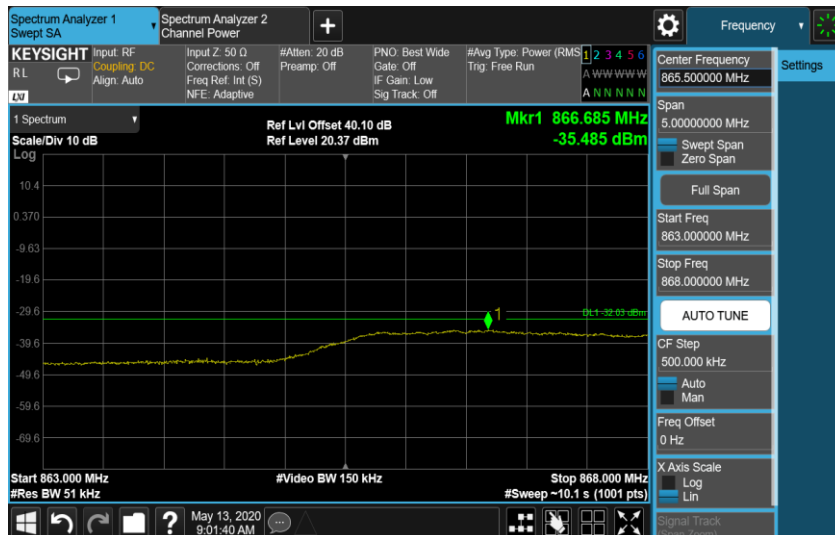 Spectrum Analyzer 1
Swept SA
Spectrum Analyzer 2
Channel Power
+
Frequency
KEYSIGHT
RL
LXI
Input: RF
Coupling: DC
Align: Auto
Input Z: 50 Ω
Corrections: Off
Freq Ref: Int (S)
NFE: Adaptive
#Atten: 20 dB
Preamp: Off
PNO: Best Wide
Gate: Off
IF Gain: Low
Sig Track: Off
#Avg Type: Power (RMS
Trig: Free Run
1 2 3 4 5 6
A W W W W W
A N N N N N
1 Spectrum
Scale/Div 10 dB
Log
Ref Lvl Offset 40.10 dB
Ref Level 20.37 dBm
Mkr1 866.685 MHz
-35.485 dBm
10.4
0.370
-9.63
-19.6
-29.6
-39.6
-49.6
-59.6
-69.6
1
DL1 -32.03 dBm
Start 863.000 MHz
#Res BW 51 kHz
#Video BW 150 kHz
Stop 868.000 MHz
#Sweep ~10.1 s (1001 pts)
Center Frequency
865.500000 MHz
Span
5.00000000 MHz
Swept Span
Zero Span
Full Span
Start Freq
863.000000 MHz
Stop Freq
868.000000 MHz
AUTO TUNE
CF Step
500.000 kHz
Auto
Man
Freq Offset
0 Hz
X Axis Scale
Log
Lin
Signal Track
(Span Zoom)
Settings
?
May 13, 2020
9:01:40 AM